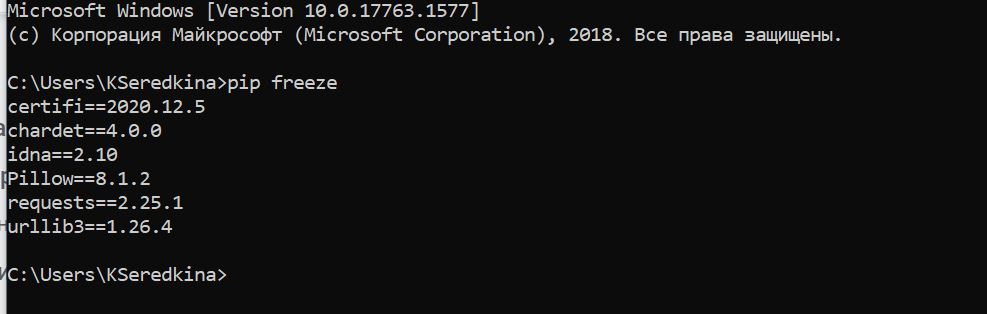 Microsoft Windows [Version 10.0.17763.1577]
(c) Корпорация Майкрософт (Microsoft Corporation), 2018. Все права защищены.
C:\Users\KSeredkina>pip freeze
certifi==2020.12.5
chardet==4.0.0
idna==2.10
Pillow==8.1.2
requests==2.25.1
urllib3==1.26.4
C:\Users\KSeredkina>